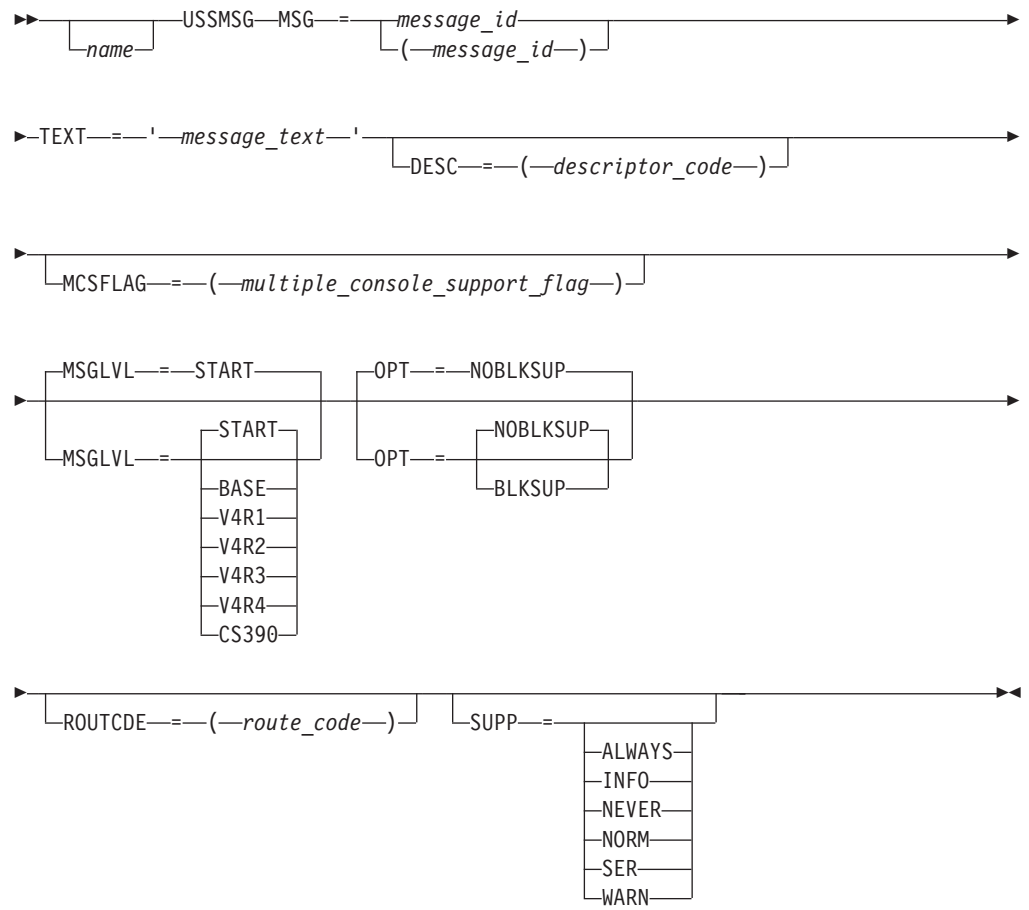 USSMSG MSG = message_id
name ( message_id )
TEXT = ' message_text '
DESC = ( descriptor_code )
MCSFLAG = ( multiple_console_support_flag )
MSGLVL = START OPT = NOBLKSUP
START NOBLKSUP
MSGLVL = OPT =
BASE BLKSUP
V4R1
V4R2
V4R3
V4R4
CS390
ROUTCDE = ( route_code ) SUPP =
ALWAYS
INFO
NEVER
NORM
SER
WARN